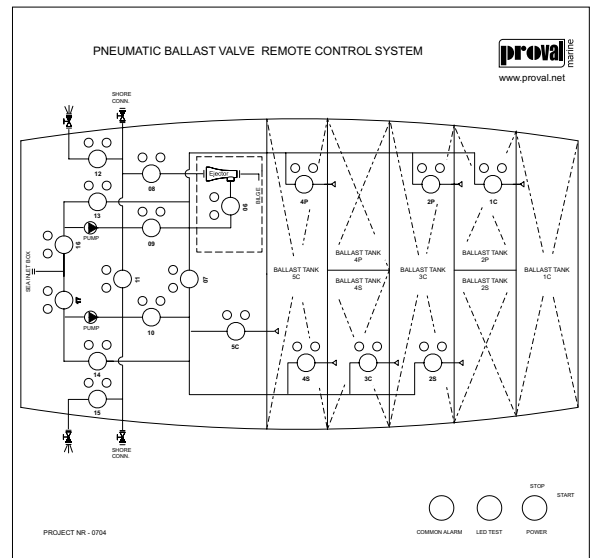 PNEUMATIC BALLAST VALVE REMOTE CONTROL SYSTEM
proval
marine
www.proval.net
SHORE
CONN.
12
08
Ejector
BILGE
06
4P
2P
1C
13
PUMP
09
16
SEA INLET BOX
11
07
BALLAST TANK
5C
BALLAST TANK
4P
BALLAST TANK
4S
BALLAST TANK
3C
BALLAST TANK
2P
BALLAST TANK
2S
BALLAST TANK
1C
17
PUMP
10
5C
14
4S
3C
2S
15
SHORE
CONN.
STOP
START
COMMON ALARM
LED TEST
POWER
PROJECT NR - 0704